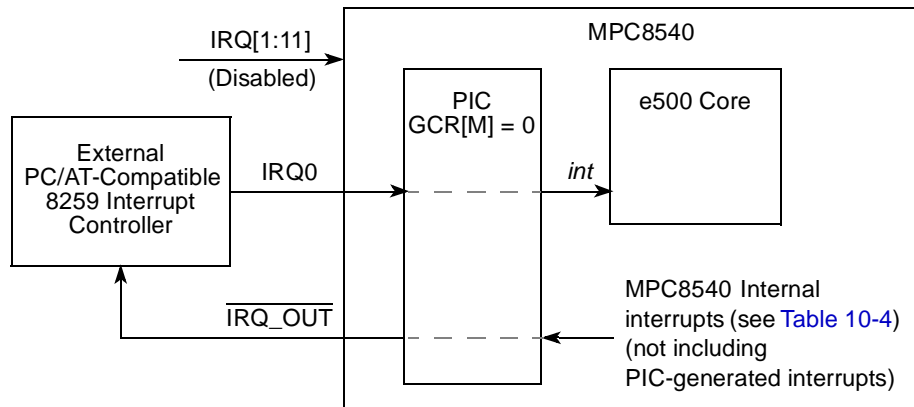 IRQ[1:11]
(Disabled)
MPC8540
PIC
GCR[M] = 0
e500 Core
External
PC/AT-Compatible
8259 Interrupt
Controller
IRQ0
int
IRQ_OUT
MPC8540 Internal
interrupts (see Table 10-4)
(not including
PIC-generated interrupts)